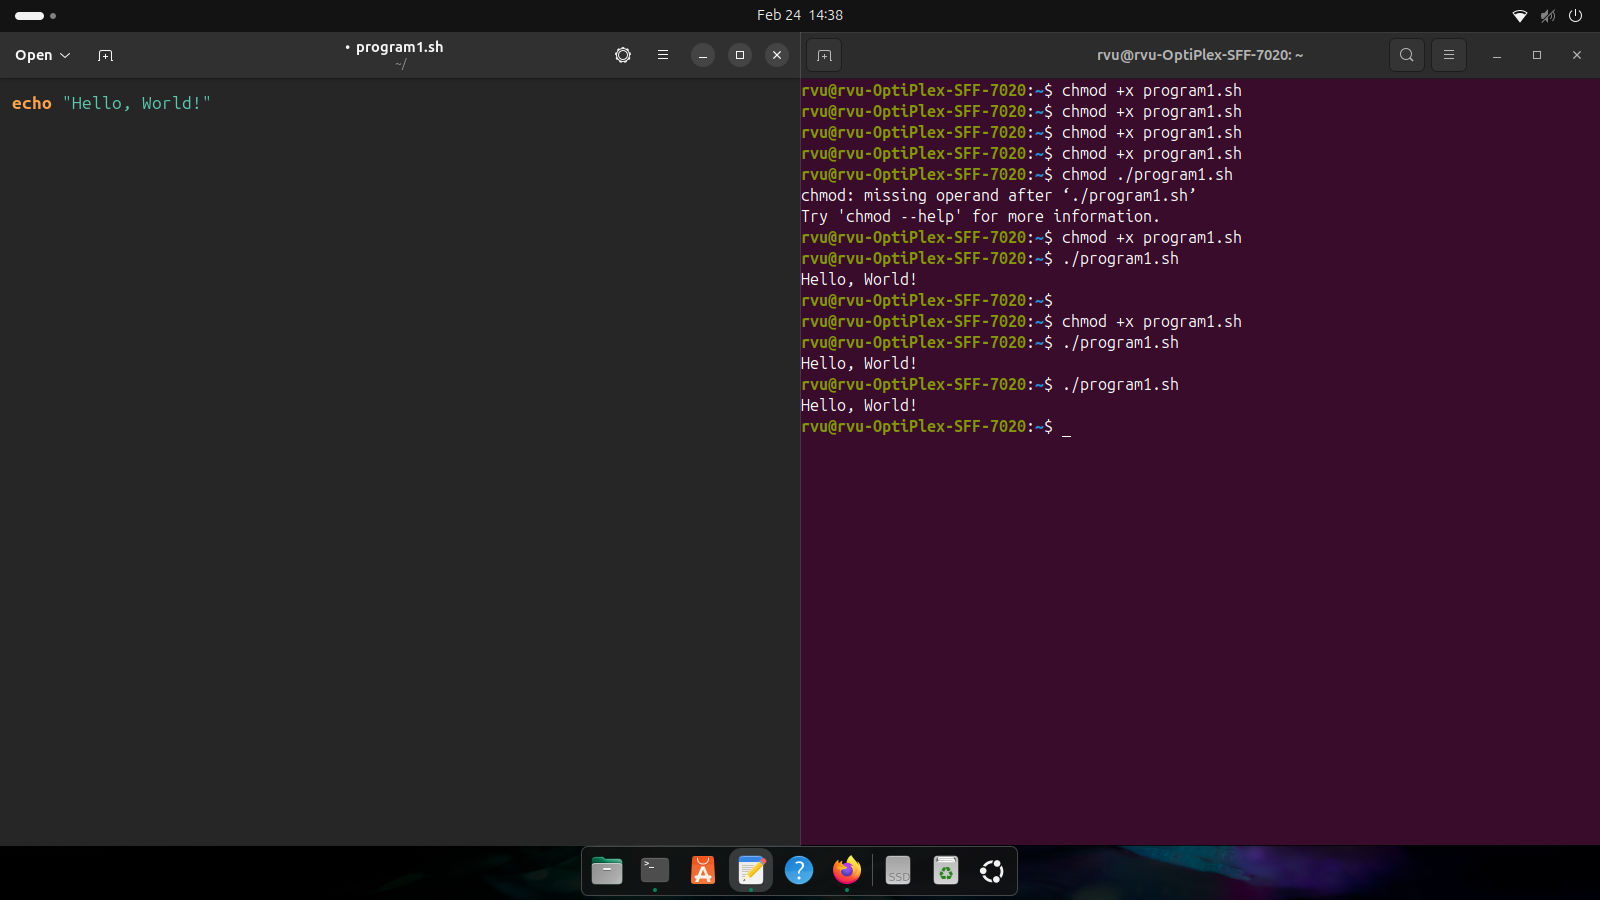 Feb 24 14:38
Open
• program1.sh
~/
rvu@rvu-OptiPlex-SFF-7020: ~
echo "Hello, World!"
rvu@rvu-OptiPlex-SFF-7020:~$ chmod +x program1.sh
rvu@rvu-OptiPlex-SFF-7020:~$ chmod +x program1.sh
rvu@rvu-OptiPlex-SFF-7020:~$ chmod +x program1.sh
rvu@rvu-OptiPlex-SFF-7020:~$ chmod +x program1.sh
rvu@rvu-OptiPlex-SFF-7020:~$ chmod ./program1.sh
chmod: missing operand after ‘./program1.sh’
Try 'chmod --help' for more information.
rvu@rvu-OptiPlex-SFF-7020:~$ chmod +x program1.sh
rvu@rvu-OptiPlex-SFF-7020:~$ ./program1.sh
Hello, World!
rvu@rvu-OptiPlex-SFF-7020:~$
rvu@rvu-OptiPlex-SFF-7020:~$ chmod +x program1.sh
rvu@rvu-OptiPlex-SFF-7020:~$ ./program1.sh
Hello, World!
rvu@rvu-OptiPlex-SFF-7020:~$ ./program1.sh
Hello, World!
rvu@rvu-OptiPlex-SFF-7020:~$ _
>_
A
?
SSD